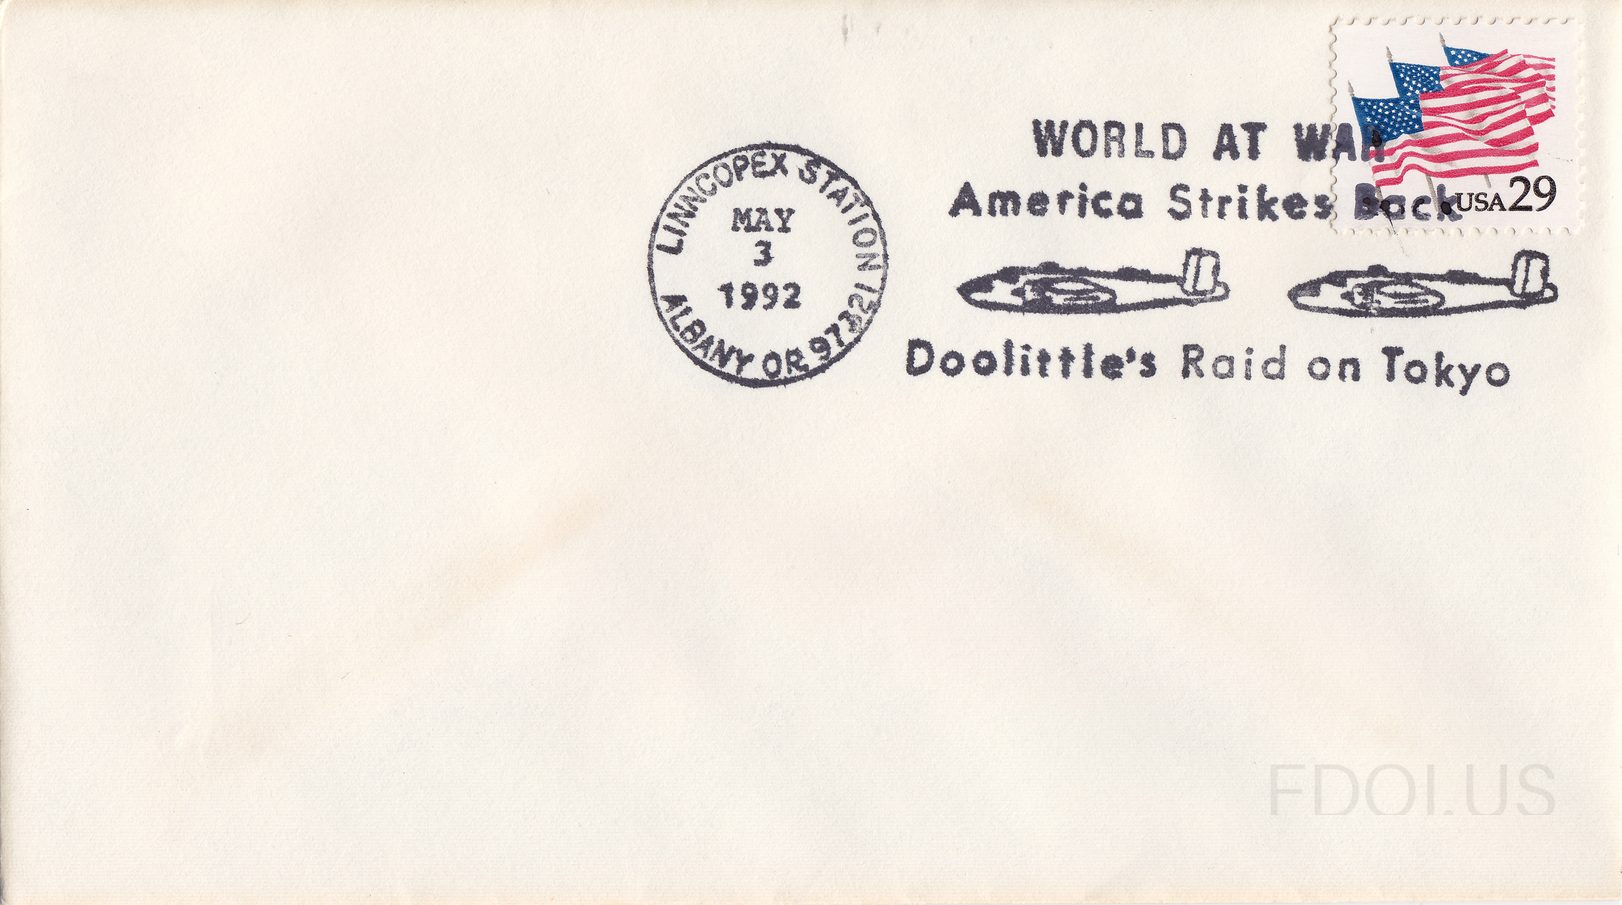 WORLD AT WAR
America Strikes Back
USA 29
LINNCOPEX STATION
MAY
3
1992
ALBANY OR 97321
Doolittle's Raid on Tokyo
FDOI.US